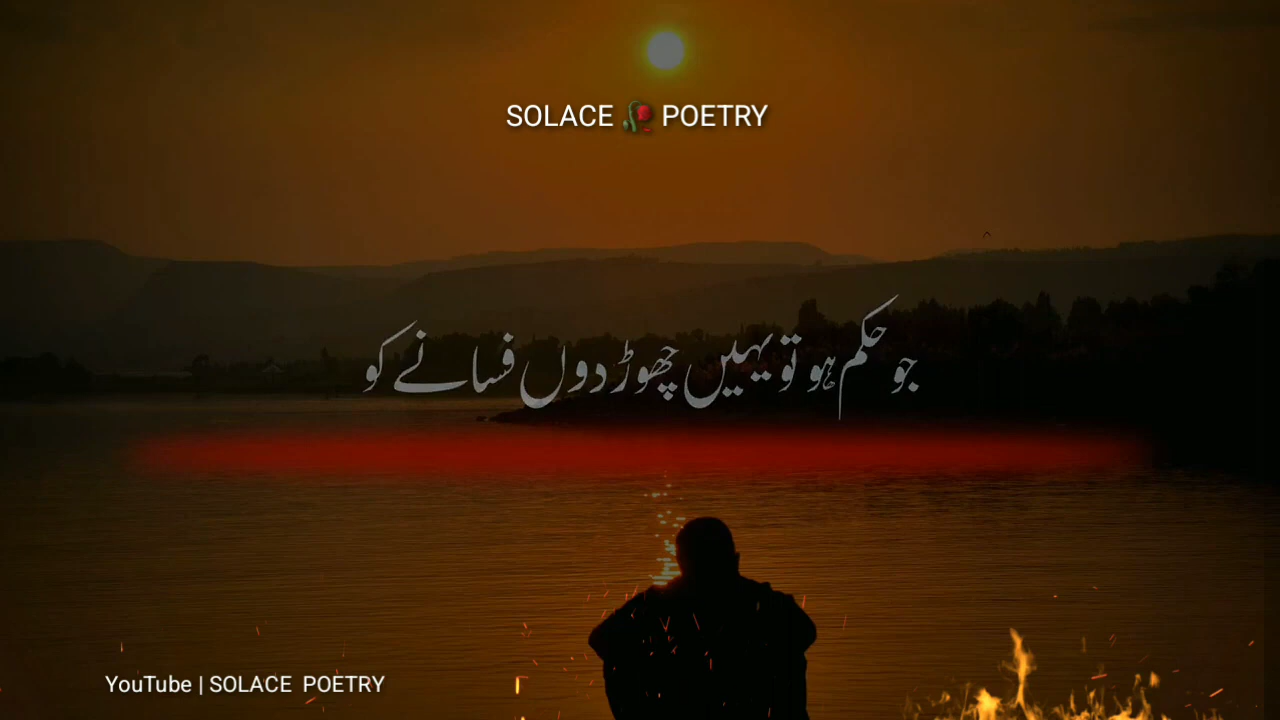 SOLACE 🥀 POETRY
جو حکم ہو تو یہیں چھوڑ دوں فسانے کو
YouTube | SOLACE POETRY